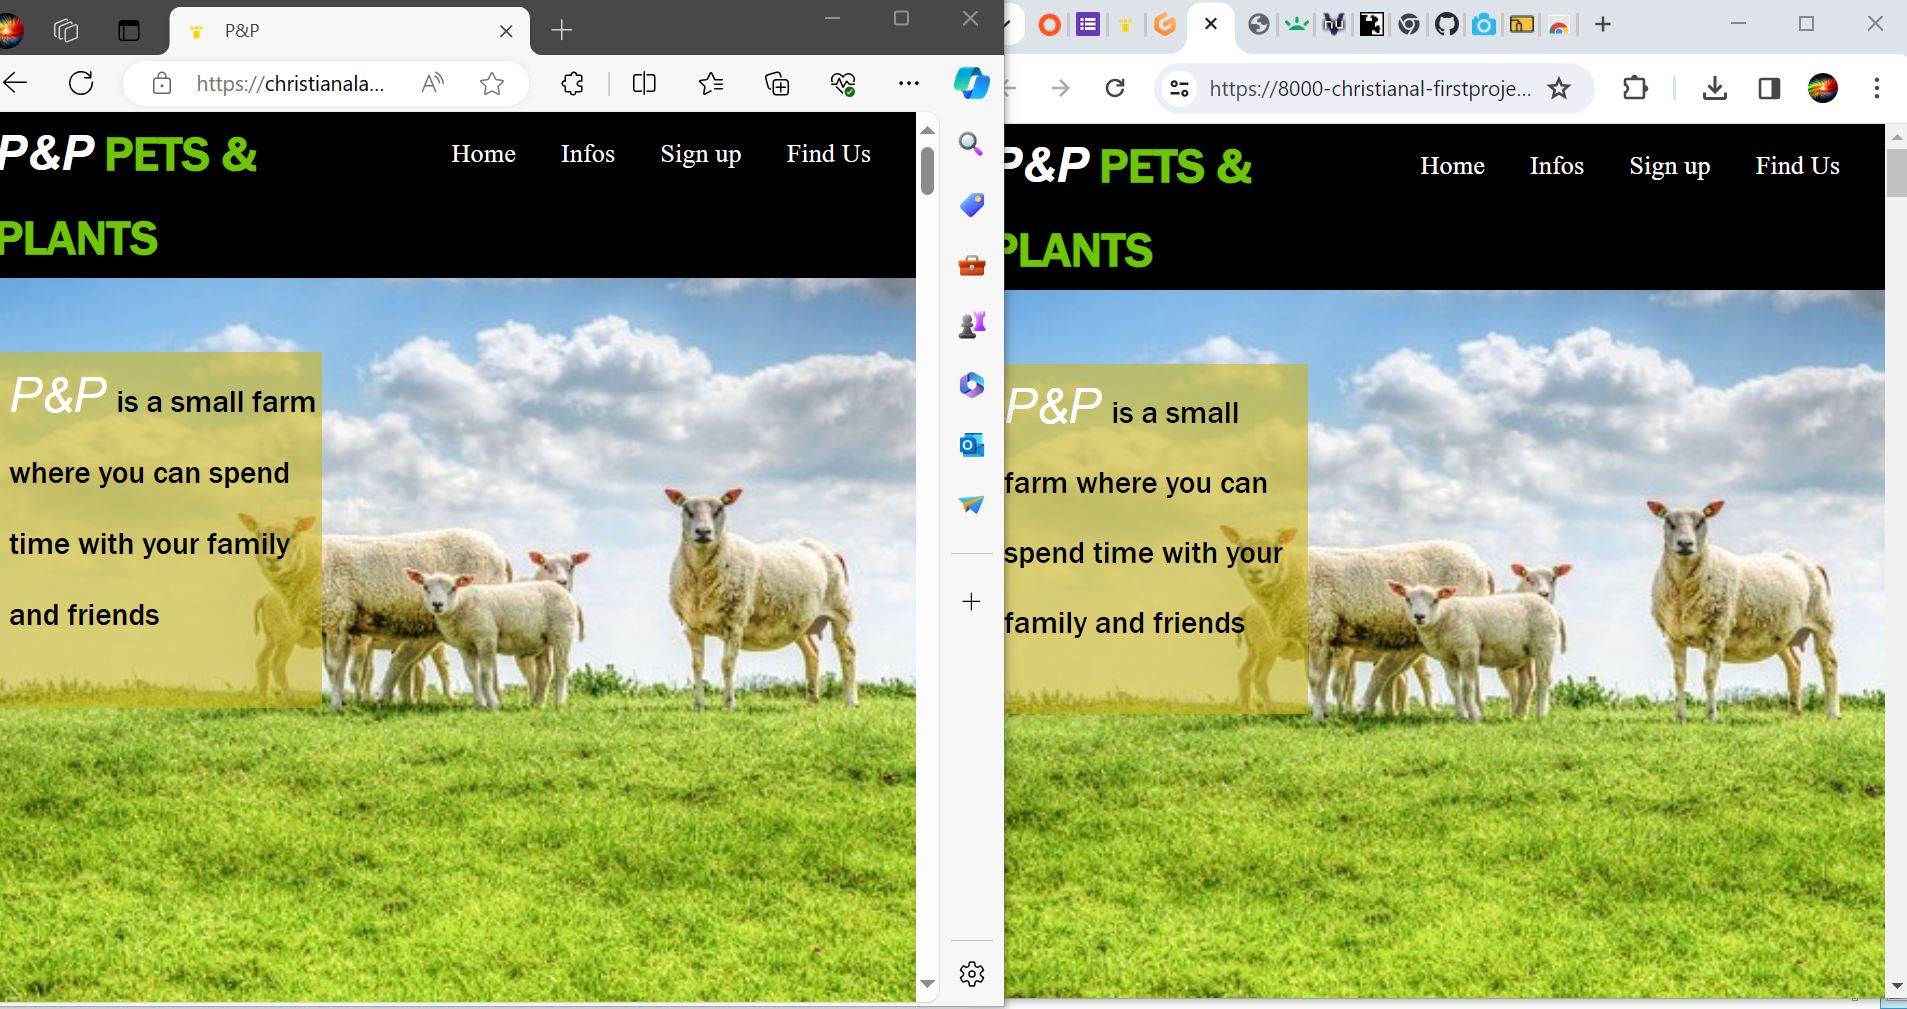 P&P
https://christianala...
P&P PETS &
PLANTS
Home Infos Sign up Find Us
P&P is a small farm
where you can spend
time with your family
and friends
https://8000-christianal-firstproje...
P&P PETS &
PLANTS
Home Infos Sign up Find Us
P&P is a small
farm where you can
spend time with your
family and friends